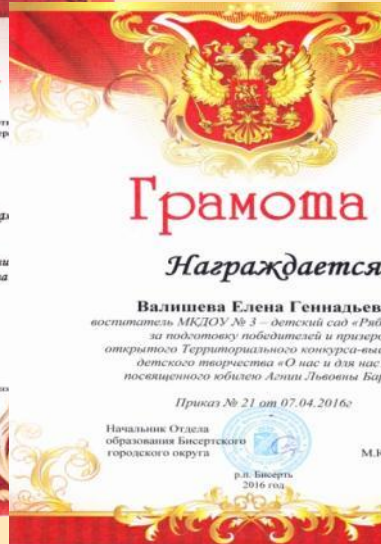 Грамота
Награждается
Валишева Елена Геннадьев
воспитатель МКДОУ № 3 – детский сад «Ряб
за подготовку победителей и призеро
открытого Территориального конкурса-выс
детского творчества «О нас и для нас
посвященного юбилею Агнии Львовны Бар
Приказ № 21 от 07.04.2016г
Начальник Отдела
образования Бисертского
городского округа
М.К
р.п. Бисерть
2016 год